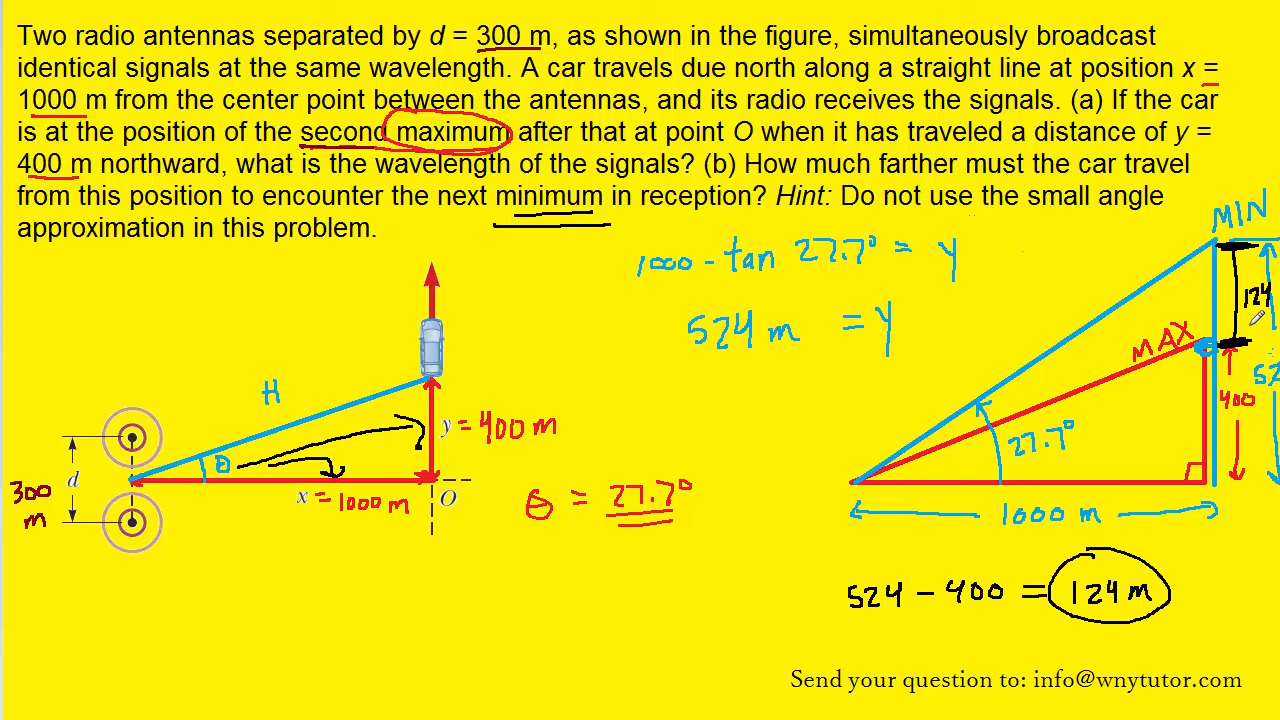 Two radio antennas separated by d = 300 m, as shown in the figure, simultaneously broadcast
identical signals at the same wavelength. A car travels due north along a straight line at position x =
1000 m from the center point between the antennas, and its radio receives the signals. (a) If the car
is at the position of the second maximum after that at point O when it has traveled a distance of y =
400 m northward, what is the wavelength of the signals? (b) How much farther must the car travel
from this position to encounter the next minimum in reception? Hint: Do not use the small angle
approximation in this problem.
1000 - tan 27.7° = y
524 m = y
MIN
124
MAX
400
27.7°
1000 m
H
y = 400 m
θ
d
300
m
x = 1000 m
O
θ = 27.7°
524 - 400 = 124 m
Send your question to: info@wnytutor.com